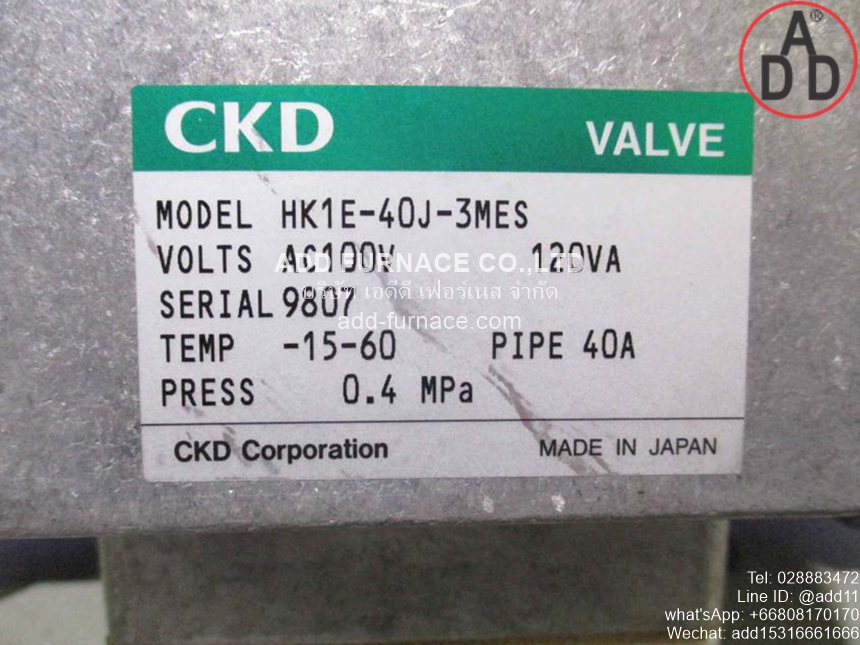 ADD®
CKD VALVE
MODEL HK1E-40J-3MES
VOLTS AC100V 120VA
ADD FURNACE CO.,LTD
SERIAL 9807
บริษัท เอดีดี เฟอร์เนส จำกัด
add-furnace.com
TEMP -15-60 PIPE 40A
PRESS 0.4 MPa
CKD Corporation MADE IN JAPAN
Tel: 028883472
Line ID: @add11
what'sApp: +66808170170
Wechat: add15316661666